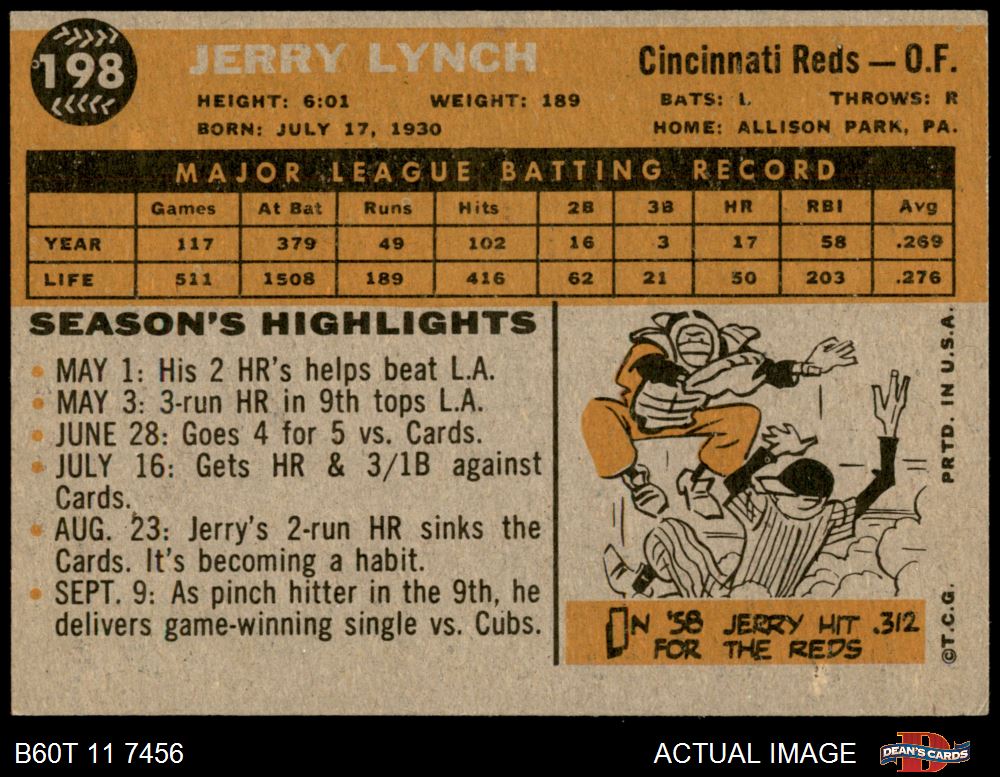 198
JERRY LYNCH
Cincinnati Reds — O.F.
HEIGHT: 6:01 WEIGHT: 189 BATS: L THROWS: R
BORN: JULY 17, 1930 HOME: ALLISON PARK, PA.
MAJOR LEAGUE BATTING RECORD
Games At Bat Runs Hits 2B 3B HR RBI Avg
YEAR 117 379 49 102 16 3 17 58 .269
LIFE 511 1508 189 416 62 21 50 203 .276
SEASON'S HIGHLIGHTS
• MAY 1: His 2 HR's helps beat L.A.
• MAY 3: 3-run HR in 9th tops L.A.
• JUNE 28: Goes 4 for 5 vs. Cards.
• JULY 16: Gets HR & 3/1B against
Cards.
• AUG. 23: Jerry's 2-run HR sinks the
Cards. It's becoming a habit.
• SEPT. 9: As pinch hitter in the 9th, he
delivers game-winning single vs. Cubs.
IN '58 JERRY HIT .312
FOR THE REDS
©T.C.G. PRTD. IN U.S.A.
B60T 11 7456
ACTUAL IMAGE
DEAN'S CARDS